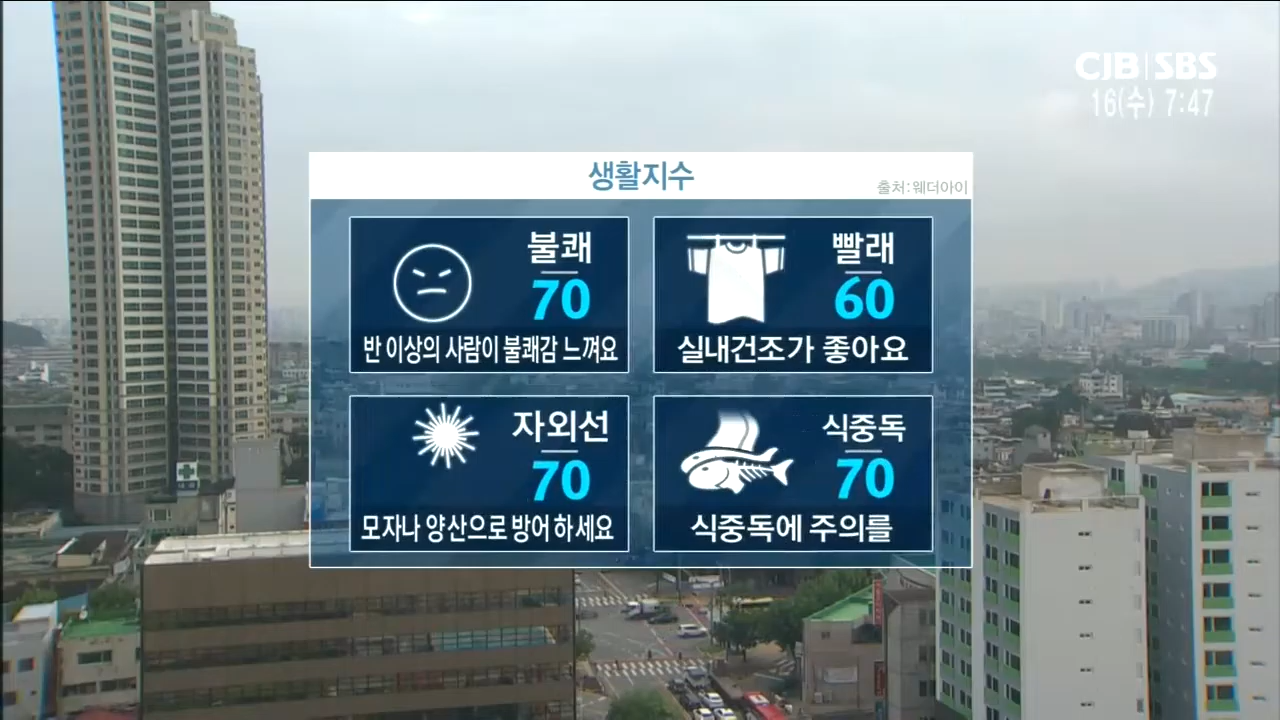 CJB|SBS
16(수) 7:47
생활지수
출처:웨더아이
불쾌
70
반 이상의 사람이 불쾌감 느껴요
빨래
60
실내건조가 좋아요
자외선
70
모자나 양산으로 방어 하세요
식중독
70
식중독에 주의를